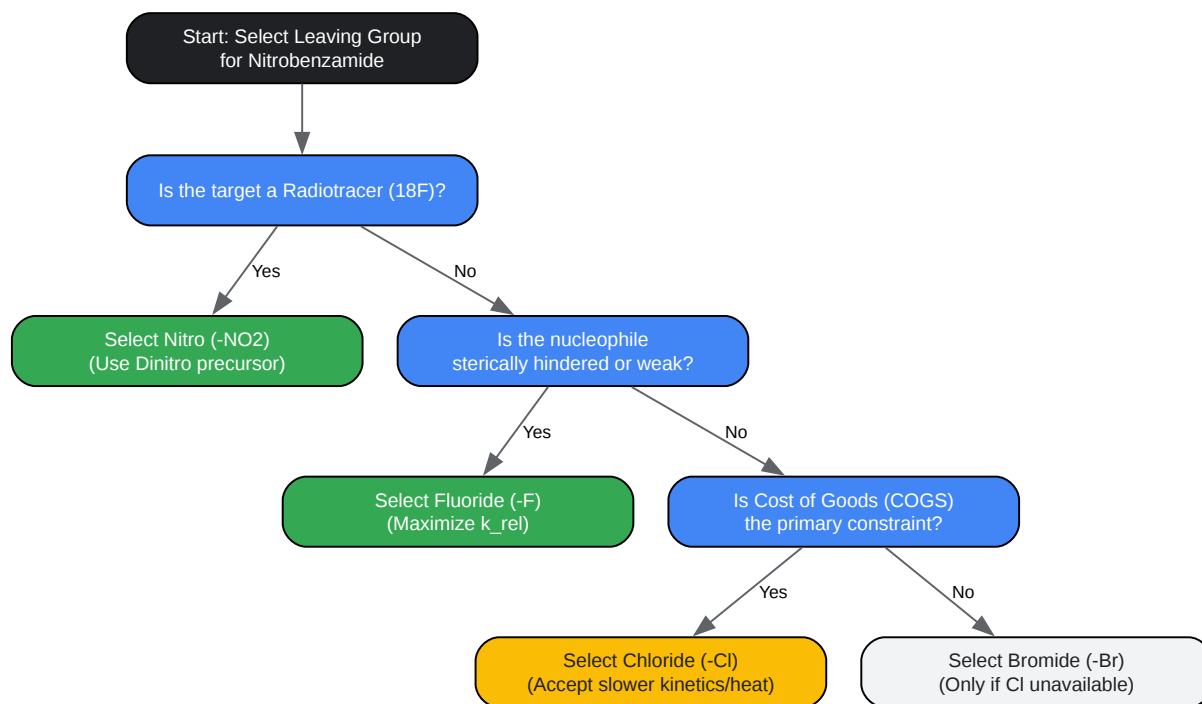 Start: Select Leaving Group
for Nitrobenzamide
Is the target a Radiotracer (18F)?
Yes
No
Select Nitro (-NO2)
(Use Dinitro precursor)
Is the nucleophile
sterically hindered or weak?
Yes
No
Select Fluoride (-F)
(Maximize k_rel)
Is Cost of Goods (COGS)
the primary constraint?
Yes
No
Select Chloride (-Cl)
(Accept slower kinetics/heat)
Select Bromide (-Br)
(Only if Cl unavailable)